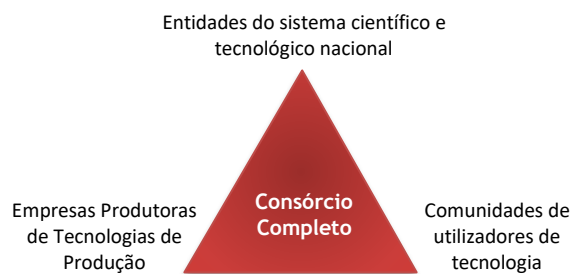 Entidades do sistema científico e
tecnológico nacional
Consórcio
Completo
Empresas Produtoras
de Tecnologias de
Produção
Comunidades de
utilizadores de
tecnologia